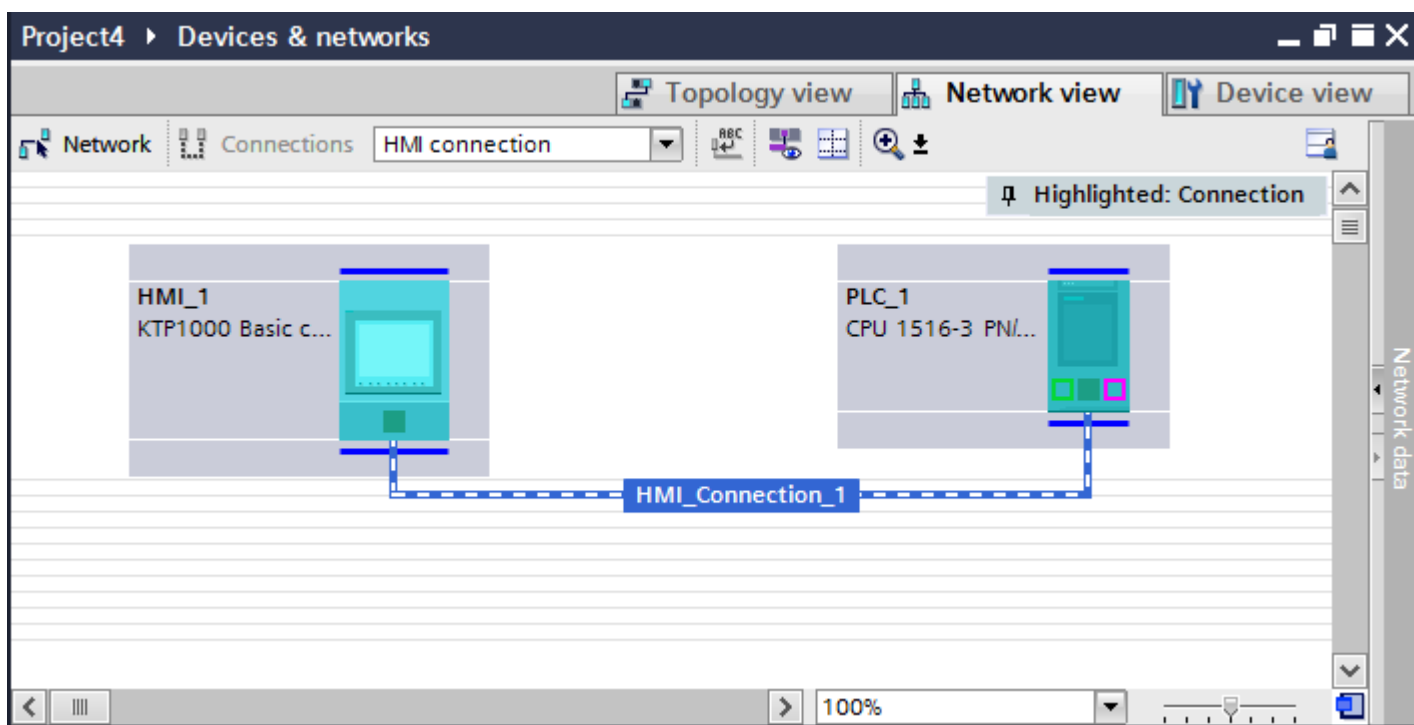 Project4 ▸ Devices & networks
Topology view
Network view
Device view
Network
Connections
HMI connection
ABC
Highlighted: Connection
HMI_1
KTP1000 Basic c...
PLC_1
CPU 1516-3 PN/...
HMI_Connection_1
Network data
100%